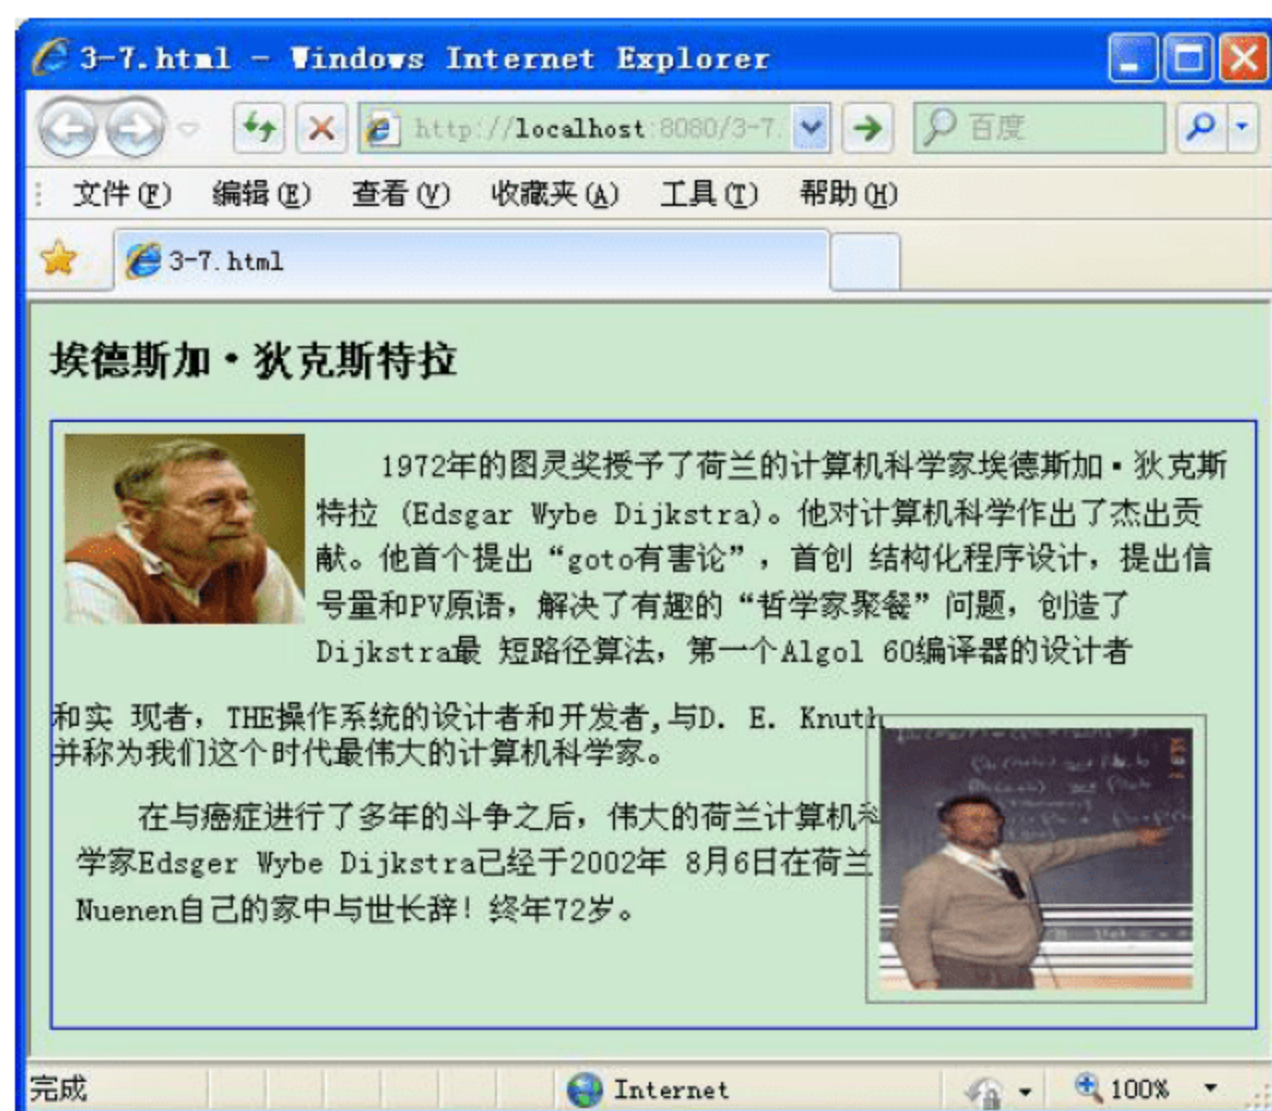 3-7.html - Windows Internet Explorer
http://localhost:8080/3-7. 百度
文件(F) 编辑(E) 查看(V) 收藏夹(A) 工具(T) 帮助(H)
3-7.html
埃德斯加·狄克斯特拉
1972年的图灵奖授予了荷兰的计算机科学家埃德斯加·狄克斯
特拉 (Edsgar Wybe Dijkstra)。他对计算机科学作出了杰出贡
献。他首个提出“goto有害论”，首创 结构化程序设计，提出信
号量和PV原语，解决了有趣的“哲学家聚餐”问题，创造了
Dijkstra最 短路径算法，第一个Algol 60编译器的设计者
和实 现者，THE操作系统的设计者和开发者,与D. E. Knuth
并称为我们这个时代最伟大的计算机科学家。
在与癌症进行了多年的斗争之后，伟大的荷兰计算机科
学家Edsger Wybe Dijkstra已经于2002年 8月6日在荷兰
Nuenen自己的家中与世长辞！终年72岁。
完成 Internet 100%